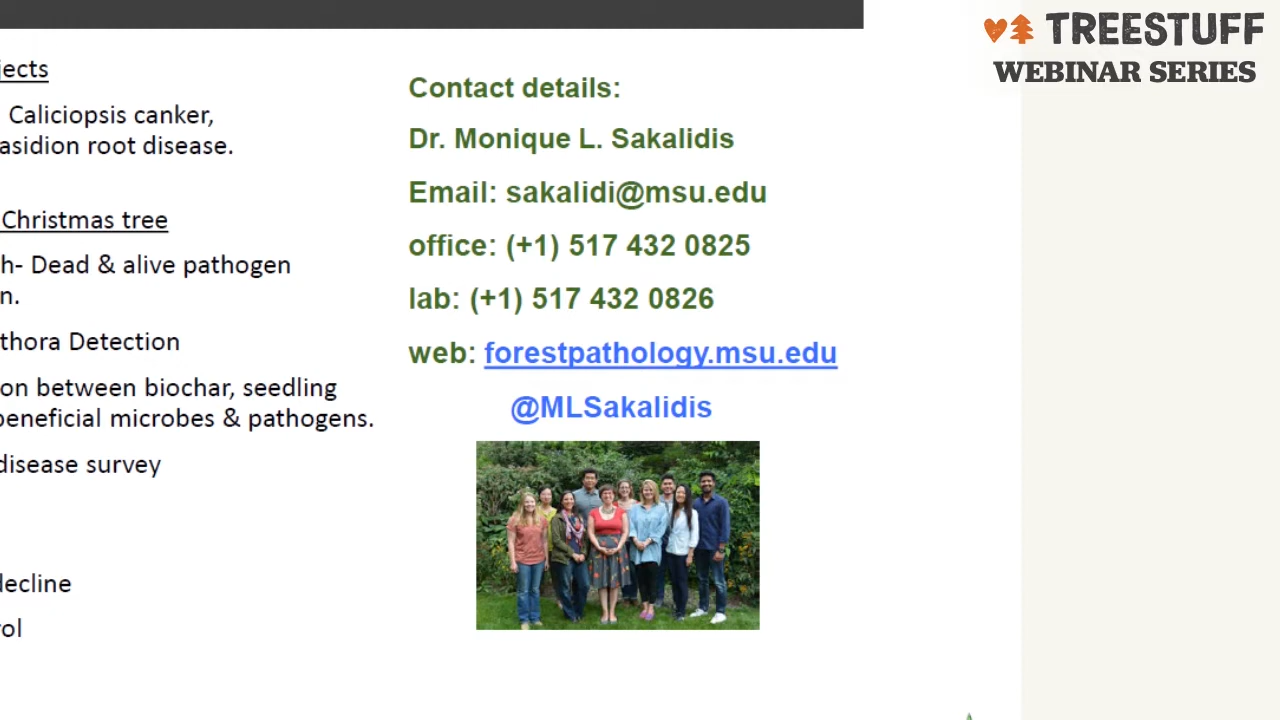 TREESTUFF
WEBINAR SERIES
jects
Caliciopsis canker,
asidion root disease.
Christmas tree
h- Dead & alive pathogen
n.
thora Detection
on between biochar, seedling
beneficial microbes & pathogens.
disease survey
decline
rol
Contact details:
Dr. Monique L. Sakalidis
Email: sakalidi@msu.edu
office: (+1) 517 432 0825
lab: (+1) 517 432 0826
web: forestpathology.msu.edu
@MLSakalidis